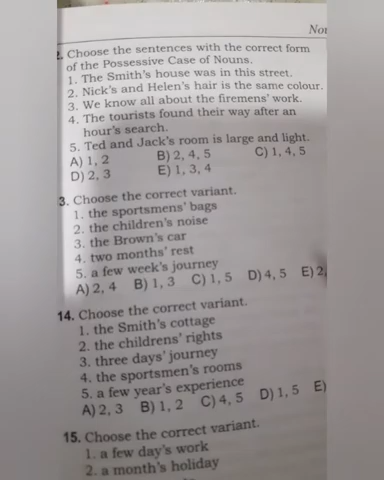 Nou
2. Choose the sentences with the correct form
of the Possessive Case of Nouns.
1. The Smith's house was in this street.
2. Nick's and Helen's hair is the same colour.
3. We know all about the firemens' work.
4. The tourists found their way after an
hour's search.
5. Ted and Jack's room is large and light.
A) 1, 2 B) 2, 4, 5 C) 1, 4, 5
D) 2, 3 E) 1, 3, 4
3. Choose the correct variant.
1. the sportsmens' bags
2. the children's noise
3. the Brown's car
4. two months' rest
5. a few week's journey
A) 2, 4 B) 1, 3 C) 1, 5 D) 4, 5 E) 2,
14. Choose the correct variant.
1. the Smith's cottage
2. the childrens' rights
3. three days' journey
4. the sportsmen's rooms
5. a few year's experience
A) 2, 3 B) 1, 2 C) 4, 5 D) 1, 5 E)
15. Choose the correct variant.
1. a few day's work
2. a month's holiday